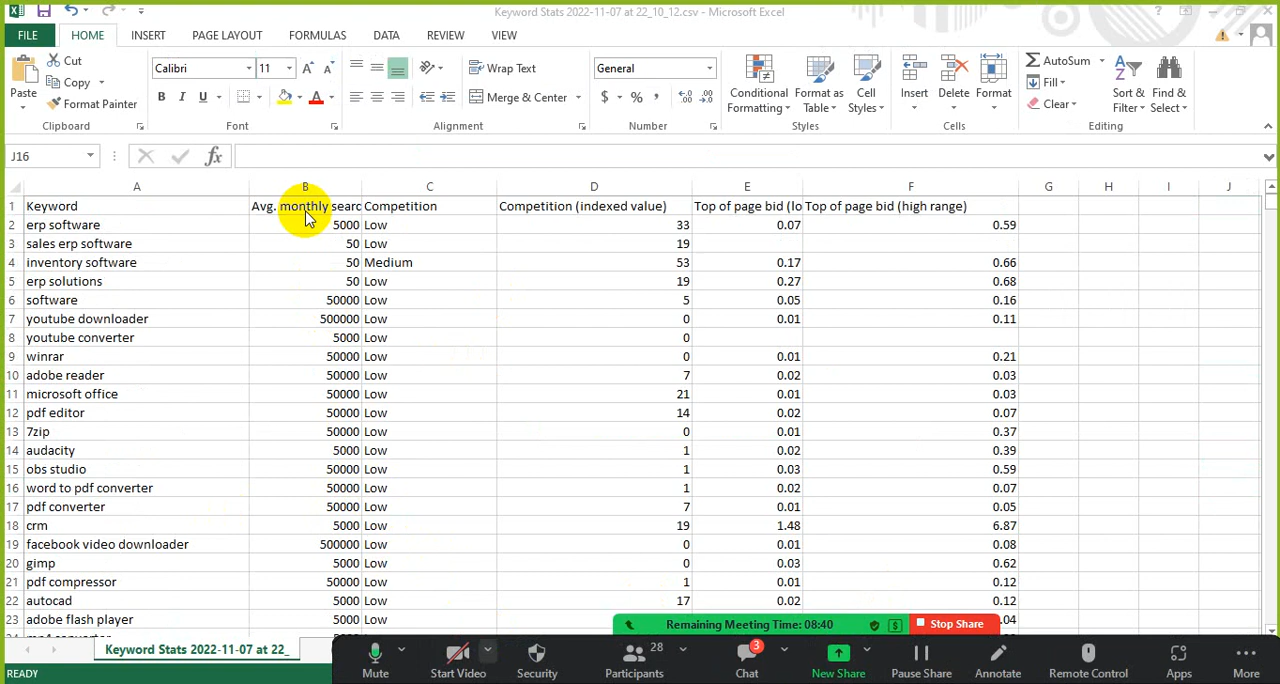 Keyword Stats 2022-11-07 at 22_10_12.csv - Microsoft Excel
FILE HOME INSERT PAGE LAYOUT FORMULAS DATA REVIEW VIEW
Paste
Cut
Copy
Format Painter
Clipboard
Calibri 11
B I U
Font
Wrap Text
Merge & Center
Alignment
General
$ % ,
Number
Conditional Formatting
Format as Table
Cell Styles
Styles
Insert Delete Format
Cells
AutoSum
Fill
Clear
Sort & Filter
Find & Select
Editing
J16 fx
A B C D E F G H I J
1 Keyword Avg. monthly searc Competition Competition (indexed value) Top of page bid (lo Top of page bid (high range)
2 erp software 5000 Low 33 0.07 0.59
3 sales erp software 50 Low 19
4 inventory software 50 Medium 53 0.17 0.66
5 erp solutions 50 Low 19 0.27 0.68
6 software 50000 Low 5 0.05 0.16
7 youtube downloader 500000 Low 0 0.01 0.11
8 youtube converter 5000 Low 0
9 winrar 50000 Low 0 0.01 0.21
10 adobe reader 50000 Low 7 0.02 0.03
11 microsoft office 50000 Low 21 0.01 0.03
12 pdf editor 50000 Low 14 0.02 0.07
13 7zip 50000 Low 0 0.01 0.37
14 audacity 5000 Low 1 0.02 0.39
15 obs studio 50000 Low 1 0.03 0.59
16 word to pdf converter 50000 Low 1 0.02 0.07
17 pdf converter 50000 Low 7 0.01 0.05
18 crm 5000 Low 19 1.48 6.87
19 facebook video downloader 500000 Low 0 0.01 0.08
20 gimp 5000 Low 0 0.03 0.62
21 pdf compressor 50000 Low 1 0.01 0.12
22 autocad 5000 Low 17 0.02 0.12
23 adobe flash player 5000 Low .04
Remaining Meeting Time: 08:40 Stop Share
Keyword Stats 2022-11-07 at 22_
READY
Mute
Start Video
Security
28
Participants
3
Chat
New Share
Pause Share
Annotate
Remote Control
Apps
More